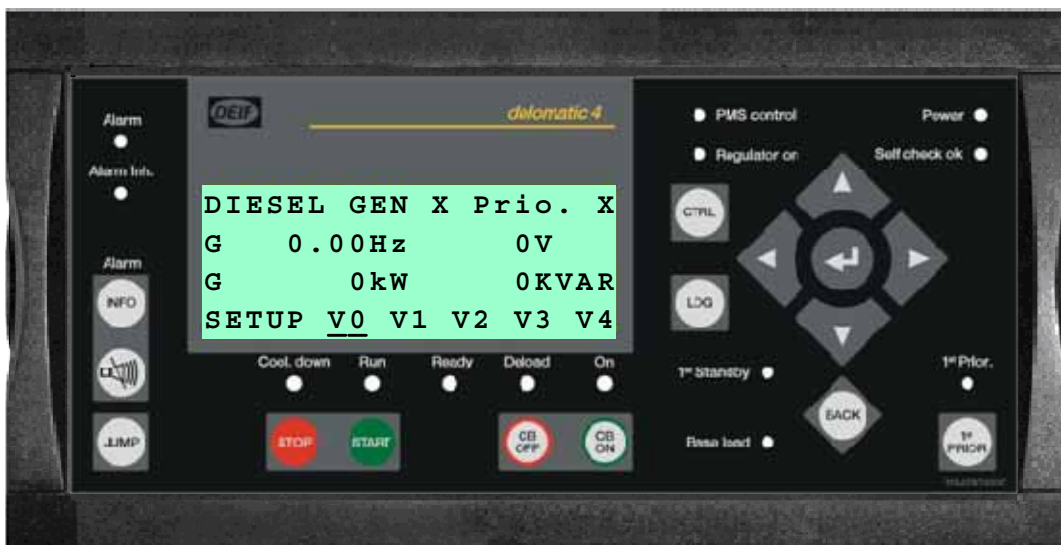 DEIF
delomatic 4
Alarm
Alarm Inh.
DIESEL GEN X Prio. X
G 0.00Hz 0V
G 0kW 0KVAR
SETUP V0 V1 V2 V3 V4
Alarm
INFO
JUMP
Cool. down Run Ready Deload On
STOP START CB OFF CB ON
PMS control Power
Regulator on Self check ok
CTRL
LOG
1st Standby 1st Prior.
BACK
Base load
1st PRIOR